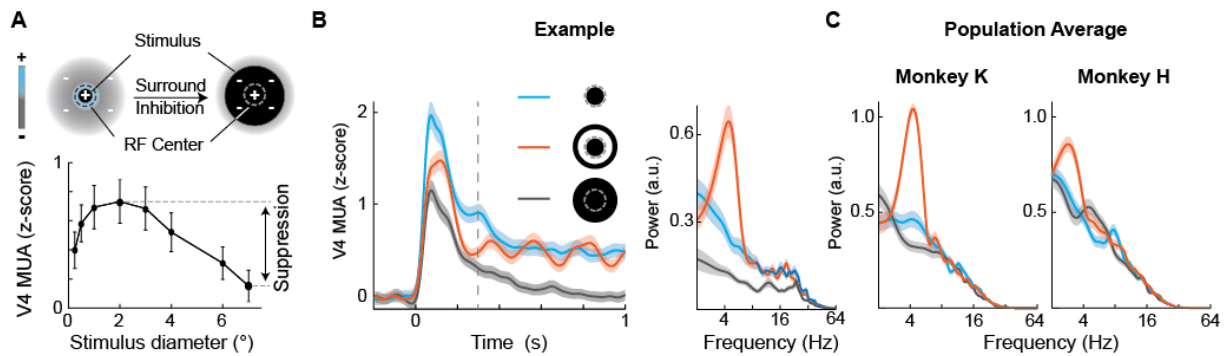 A
Stimulus
+
-
+
-
-
-
-
Surround
Inhibition
+
-
-
-
-
RF Center
V4 MUA (z-score)
1
0
0
2
4
6
Suppression
Stimulus diameter (°)
B
Example
V4 MUA (z-score)
2
1
0
0
1
Time (s)
Power (a.u.)
0.6
0.3
4
16
64
Frequency (Hz)
C
Population Average
Monkey K
Monkey H
Power (a.u.)
1.0
0.5
0
4
16
1.0
0.5
0
4
16
64
Frequency (Hz)